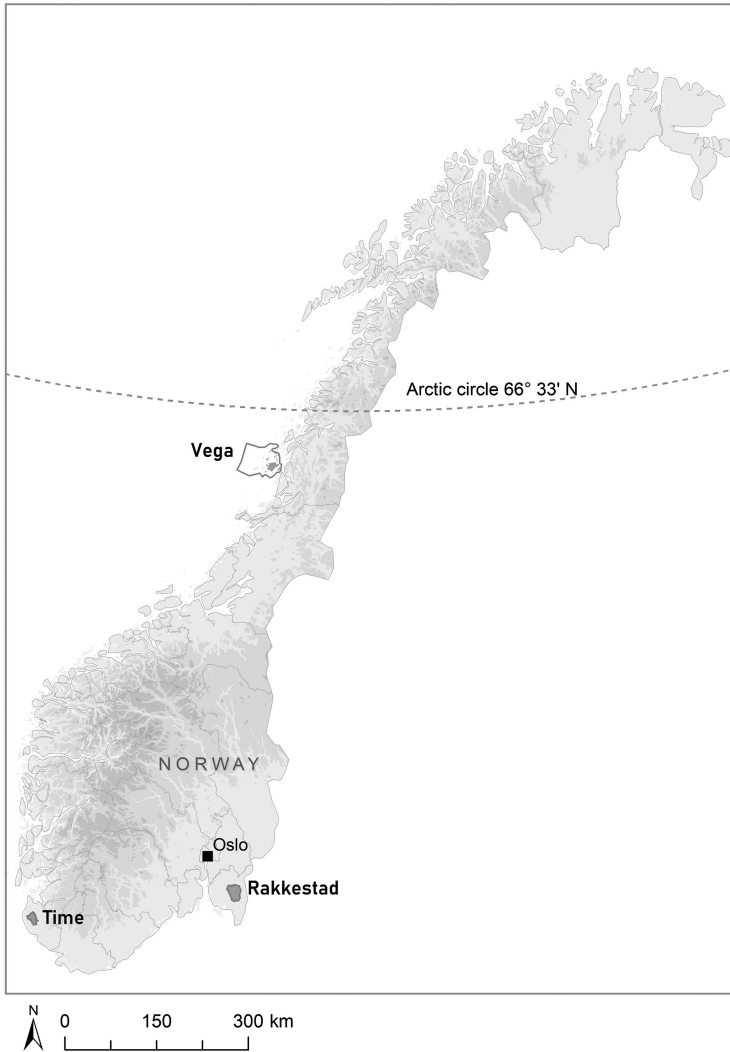 Arctic circle 66° 33' N
Vega
NORWAY
Oslo
Rakkestad
Time
N
0 150 300 km